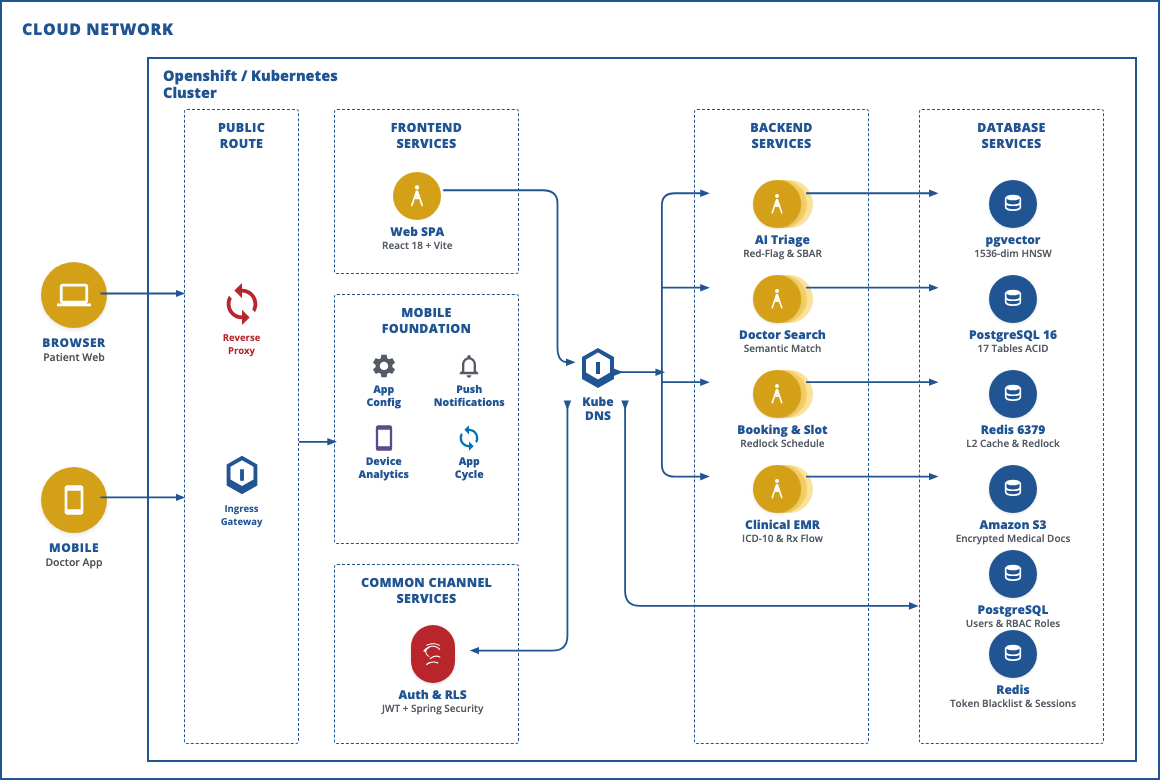 CLOUD NETWORK
Openshift / Kubernetes
Cluster
PUBLIC
ROUTE
FRONTEND
SERVICES
BACKEND
SERVICES
DATABASE
SERVICES
Web SPA
React 18 + Vite
AI Triage
Red-Flag & SBAR
pgvector
1536-dim HNSW
BROWSER
Patient Web
Reverse
Proxy
MOBILE
FOUNDATION
App
Config
Push
Notifications
Device
Analytics
App
Cycle
Kube
DNS
Doctor Search
Semantic Match
PostgreSQL 16
17 Tables ACID
Booking & Slot
Redlock Schedule
Redis 6379
L2 Cache & Redlock
MOBILE
Doctor App
Ingress
Gateway
Clinical EMR
ICD-10 & Rx Flow
Amazon S3
Encrypted Medical Docs
COMMON CHANNEL
SERVICES
Auth & RLS
JWT + Spring Security
PostgreSQL
Users & RBAC Roles
Redis
Token Blacklist & Sessions